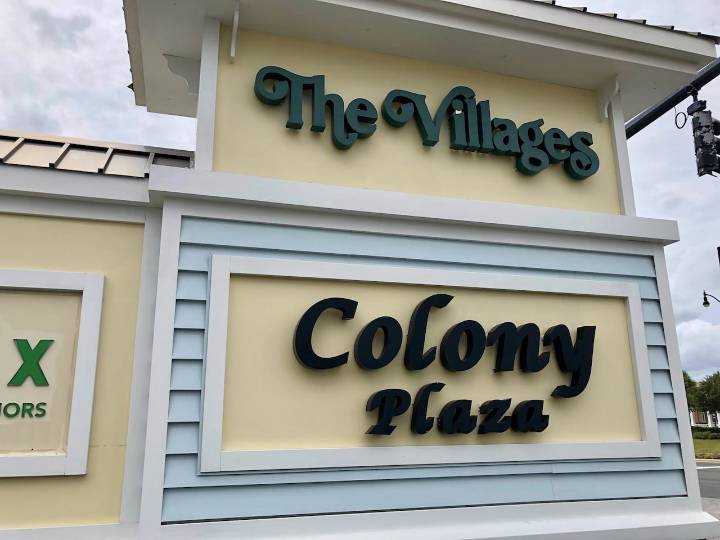 The Villages
Colony
Plaza
X